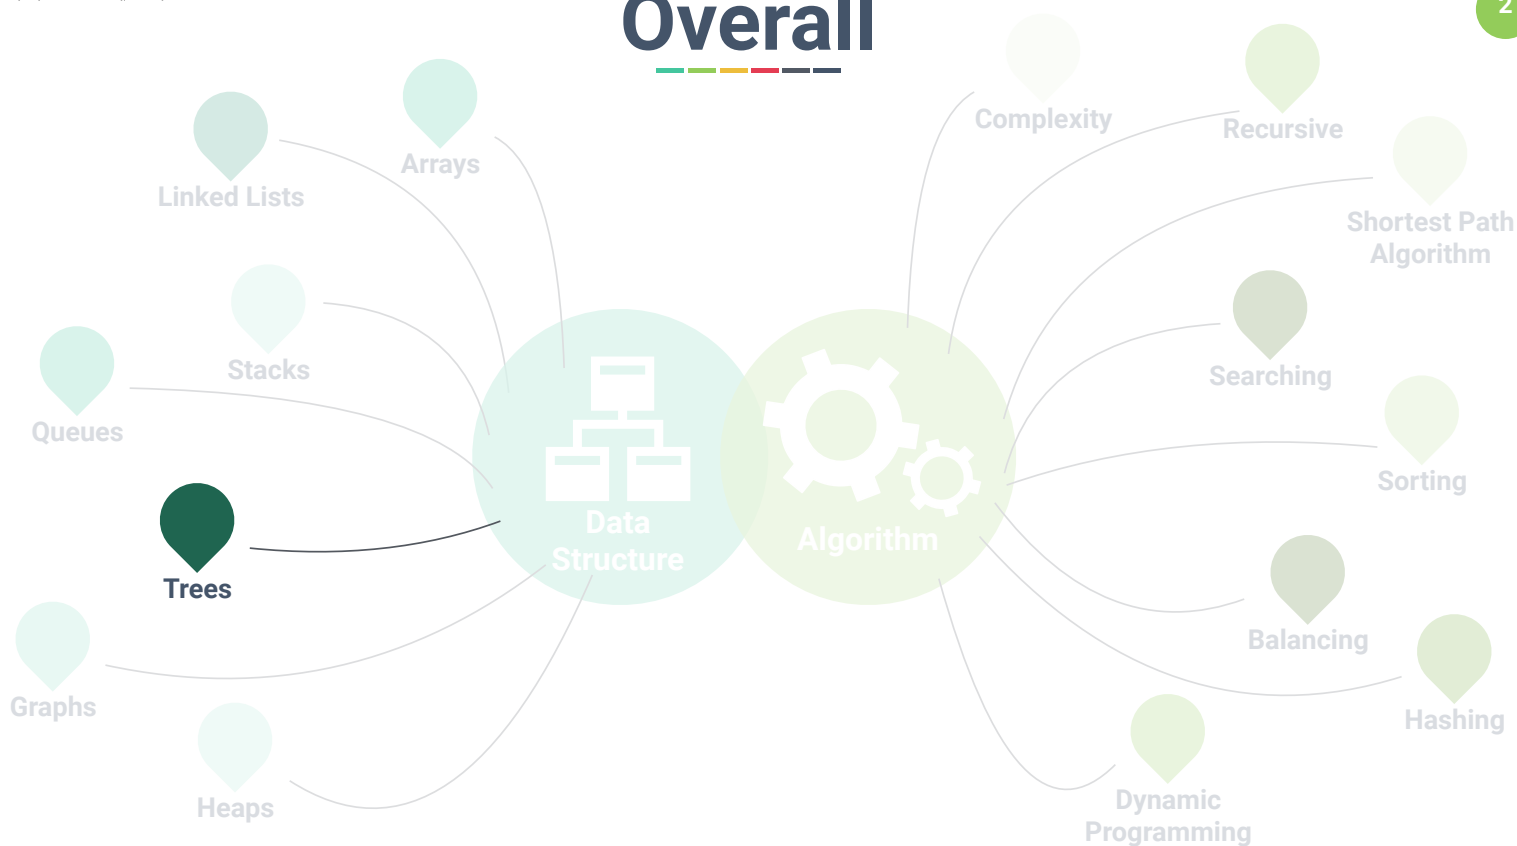 Overall
2
Complexity
Recursive
Arrays
Linked Lists
Shortest Path
Algorithm
Stacks
Searching
Queues
Sorting
Data
Structure
Algorithm
Trees
Balancing
Graphs
Hashing
Heaps
Dynamic
Programming